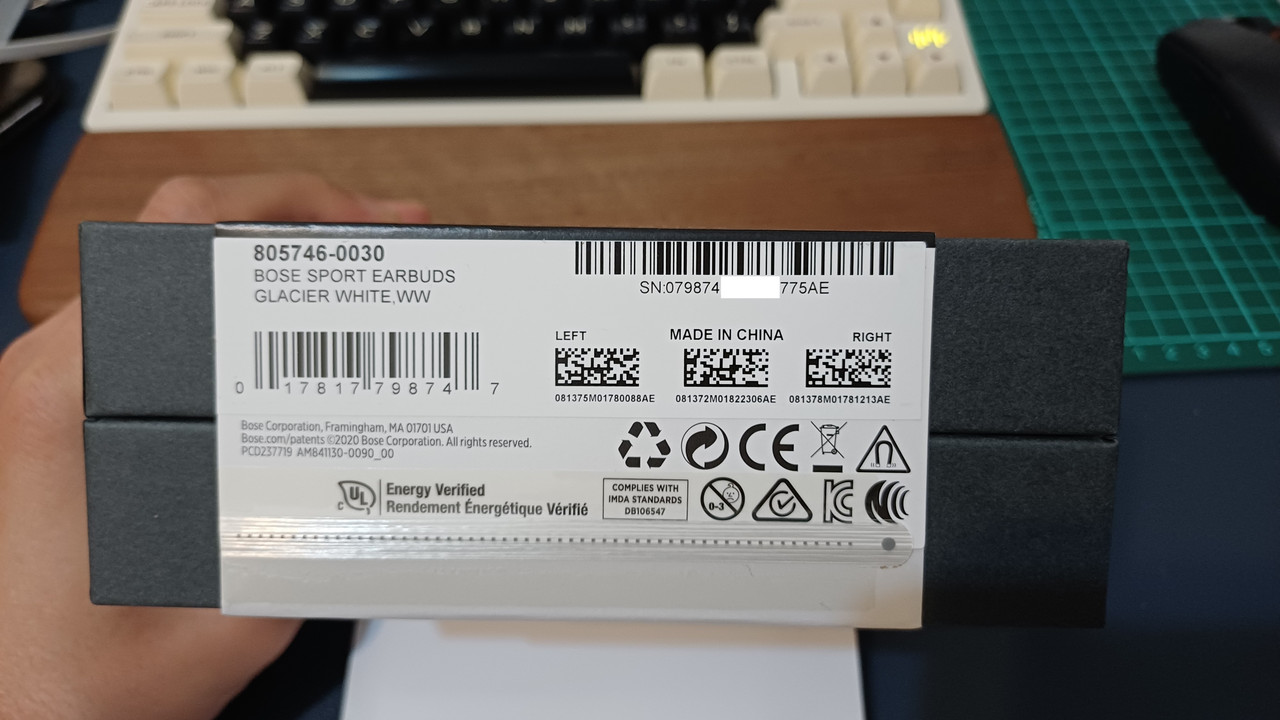 805746-0030
BOSE SPORT EARBUDS
GLACIER WHITE,WW
SN:079874 775AE
0 17817 79874 7
LEFT
MADE IN CHINA
RIGHT
081375M01780088AE
081372M01822306AE
081378M01781213AE
Bose Corporation, Framingham, MA 01701 USA
Bose.com/patents ©2020 Bose Corporation. All rights reserved.
PCD237719 AM841130-0090_00
CE
C UL
Energy Verified
Rendement Énergétique Vérifié
COMPLIES WITH
IMDA STANDARDS
DB106547
0-3